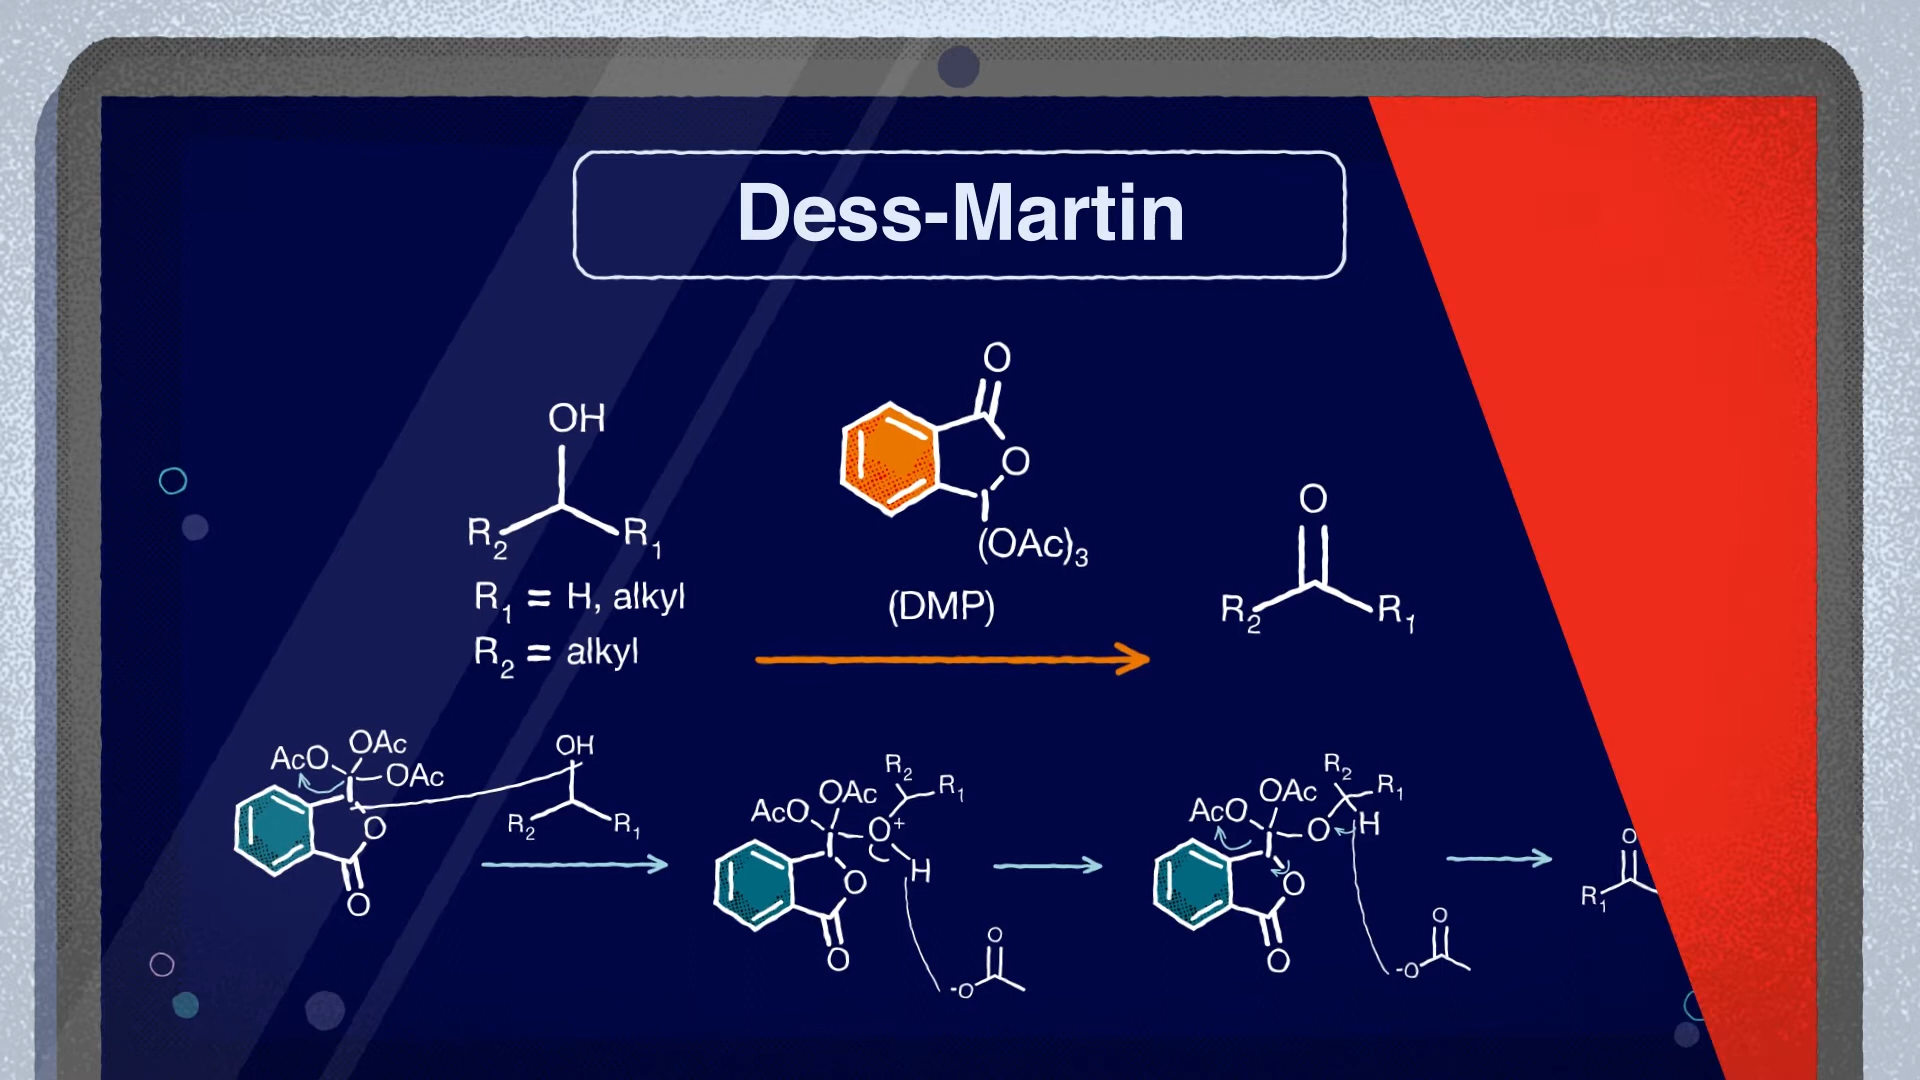 Dess-Martin
OH
R2 R1
R1 = H, alkyl
R2 = alkyl
O
O
I
(OAc)3
(DMP)
O
R2 R1
AcO OAc
OAc
O
O
OH
R2 R1
AcO OAc
R2 R1
O+
H
O
O
O
-O
AcO OAc
R2 R1
O H
O
O
O
-O
O
R1